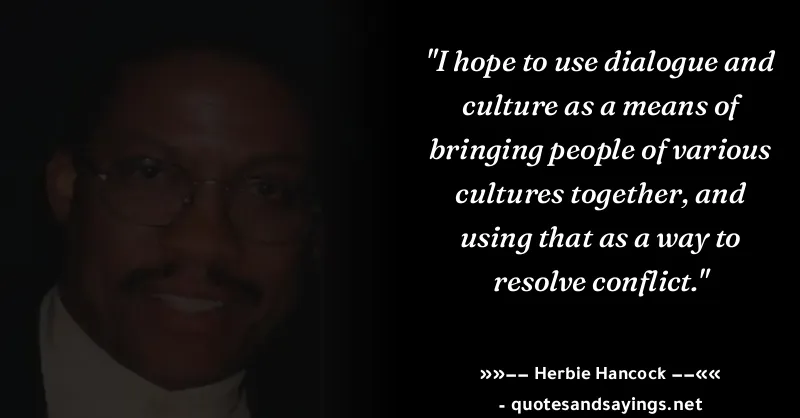 "I hope to use dialogue and
culture as a means of
bringing people of various
cultures together, and
using that as a way to
resolve conflict."
»»−− Herbie Hancock −−««
- quotesandsayings.net